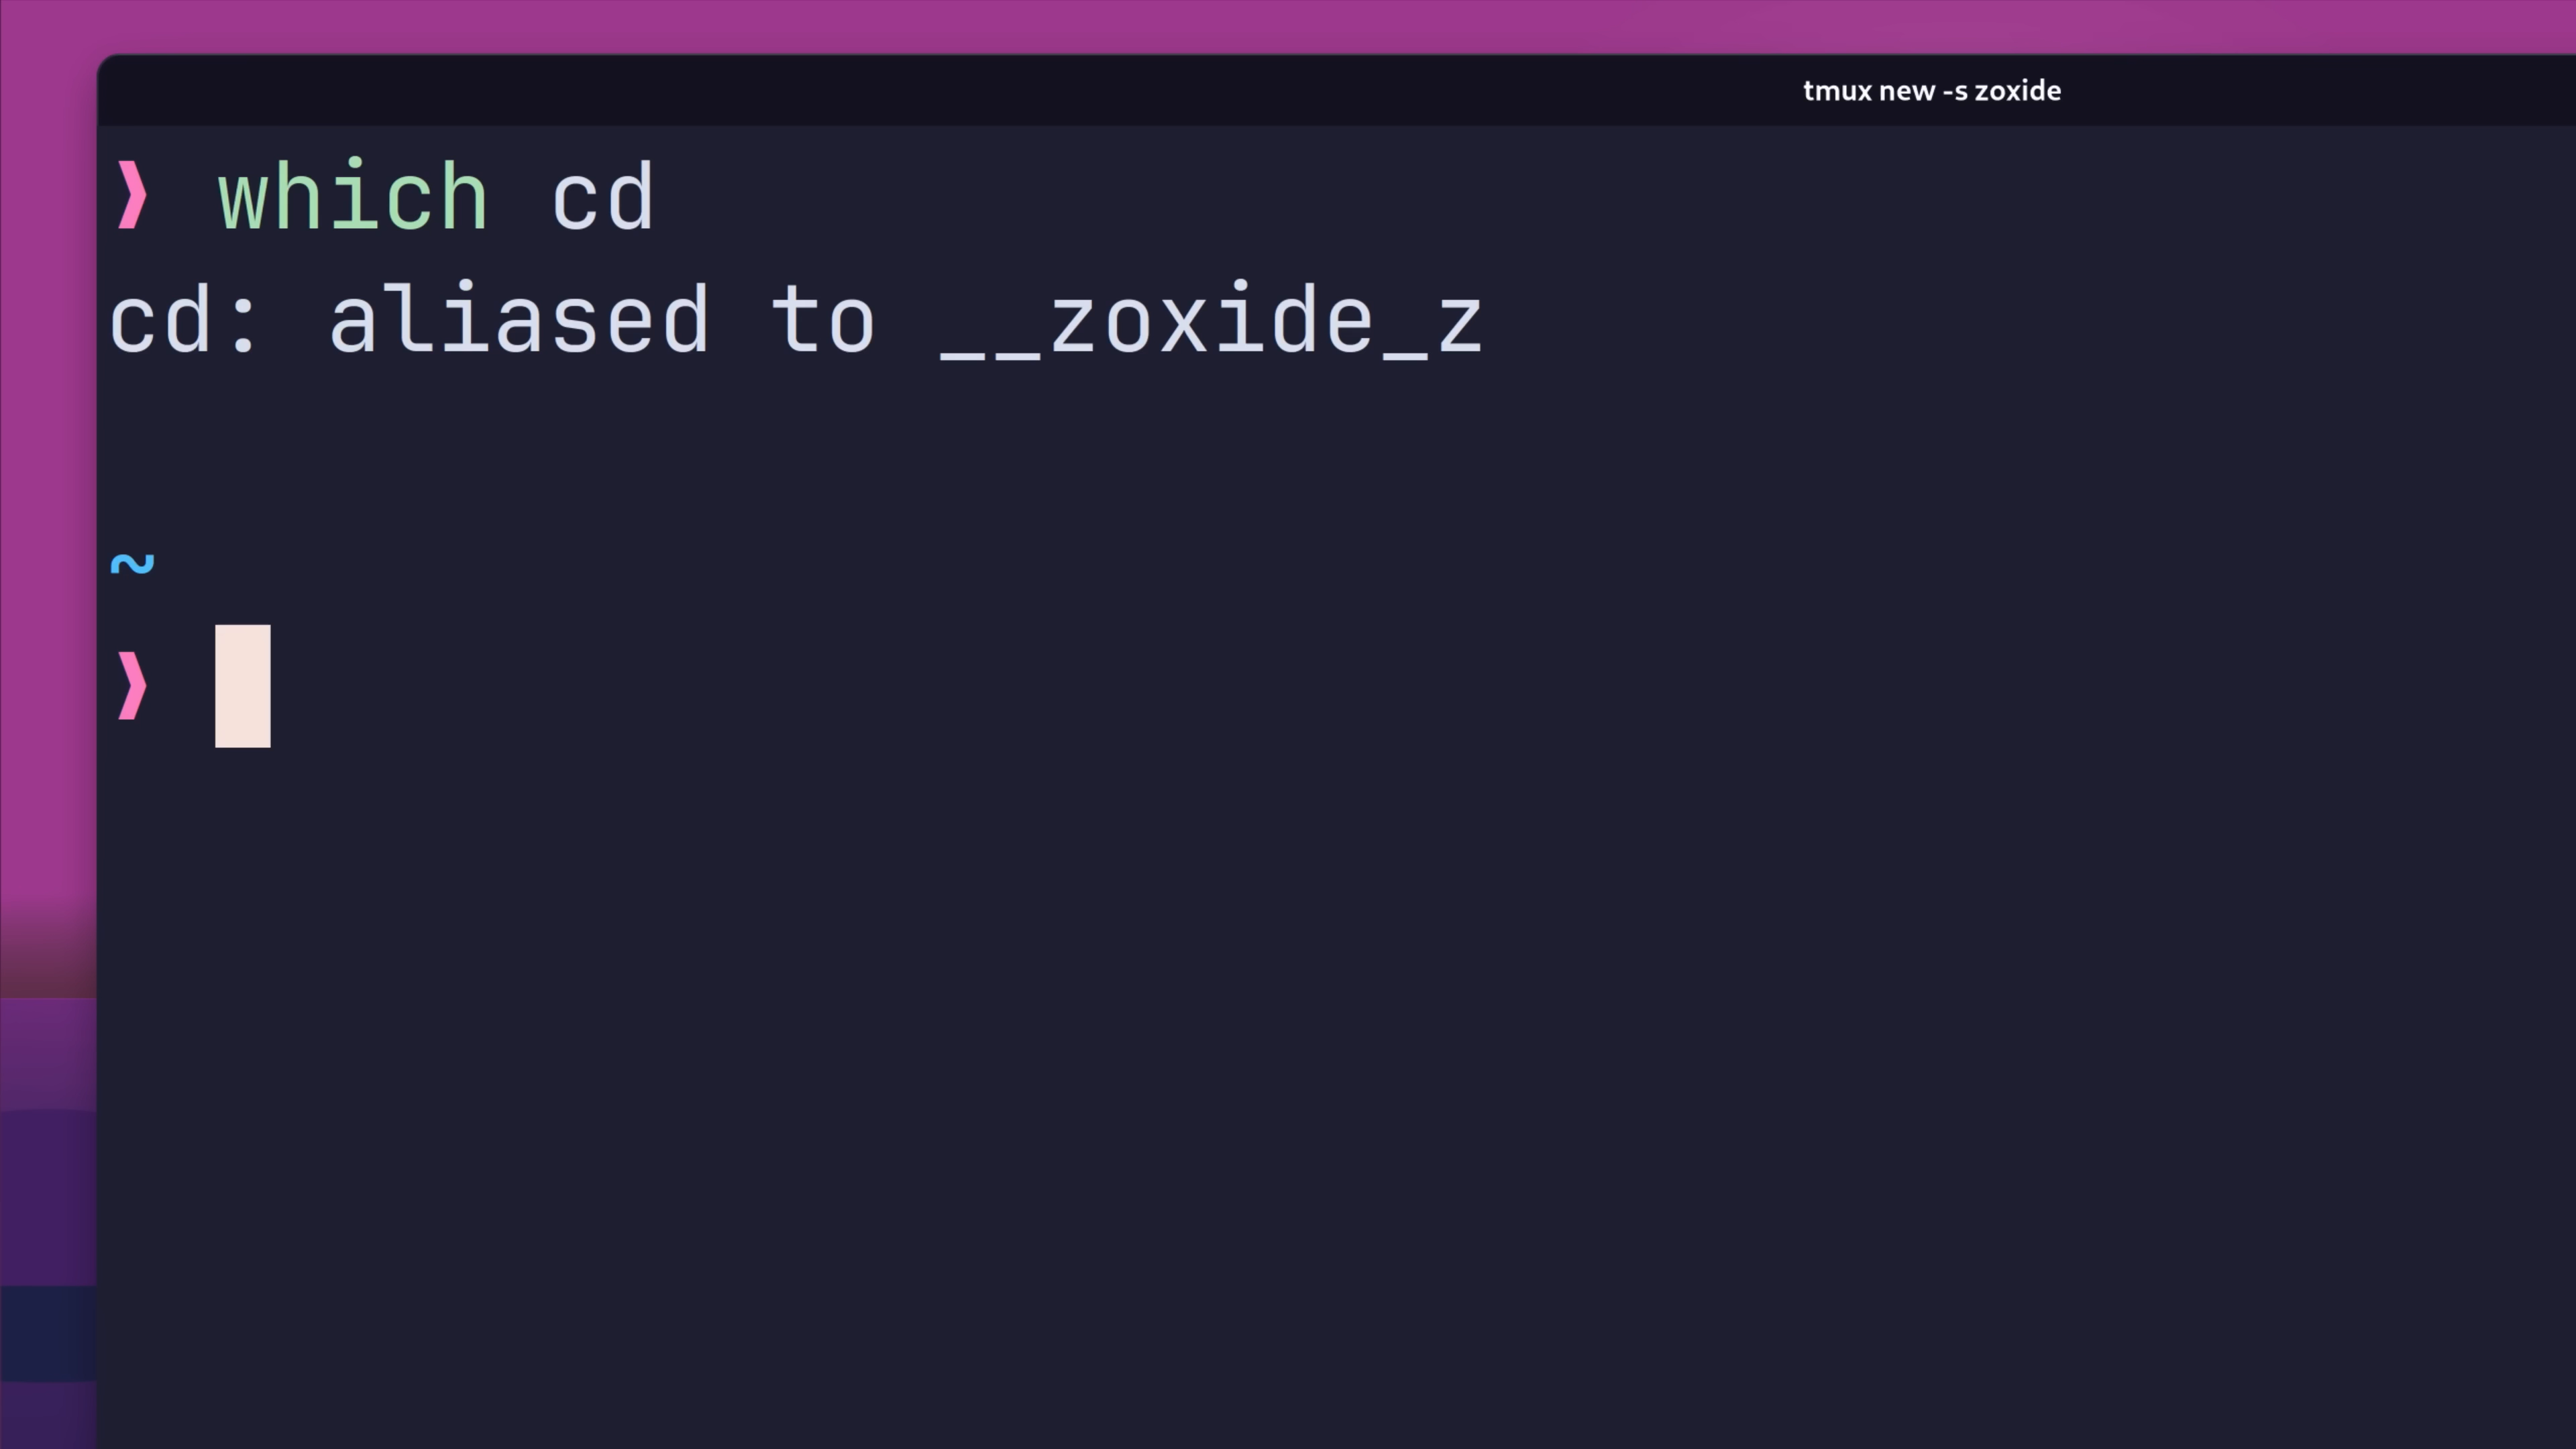 tmux new -s zoxide
❯ which cd
cd: aliased to __zoxide_z
~
❯